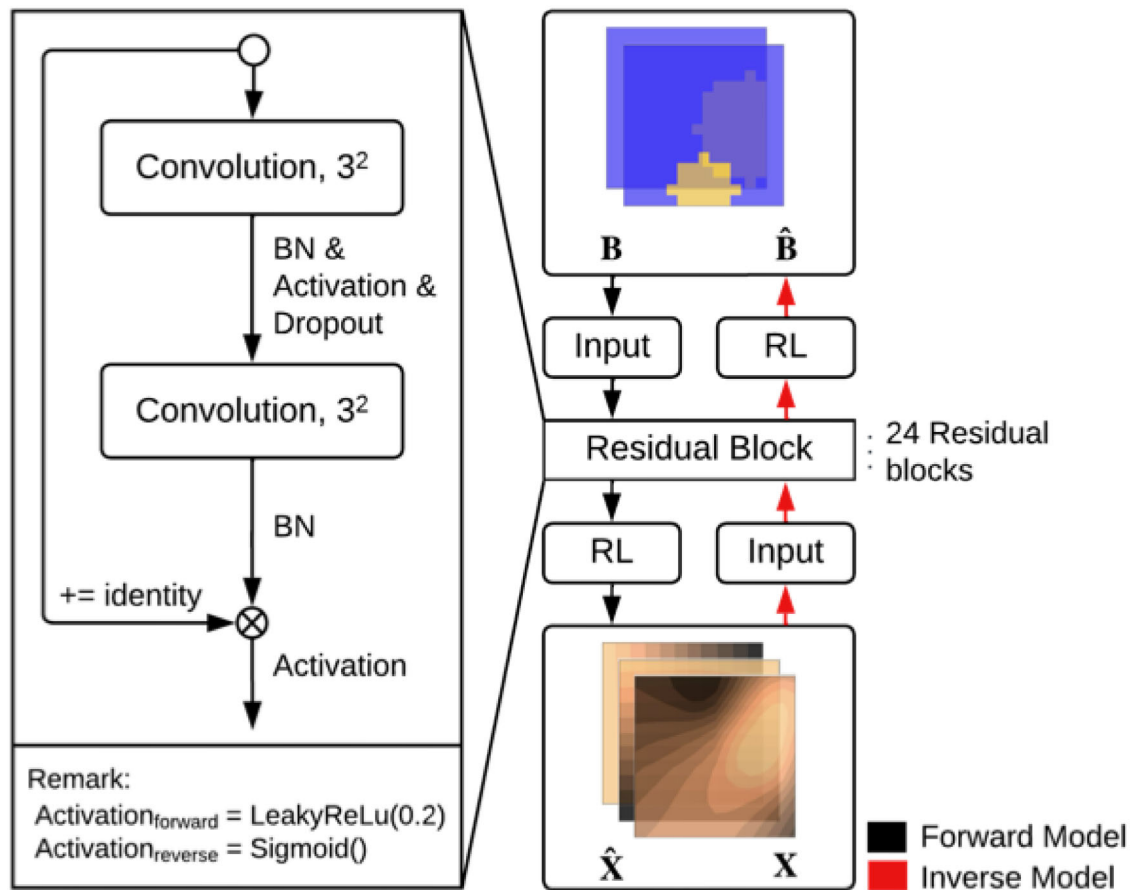 Convolution, 3²
BN &
Activation &
Dropout
Convolution, 3²
BN
+= identity
Activation
Remark:
Activation_forward = LeakyReLu(0.2)
Activation_reverse = Sigmoid()
B B̂
Input RL
Residual Block
24 Residual
blocks
RL Input
X̂ X
Forward Model
Inverse Model